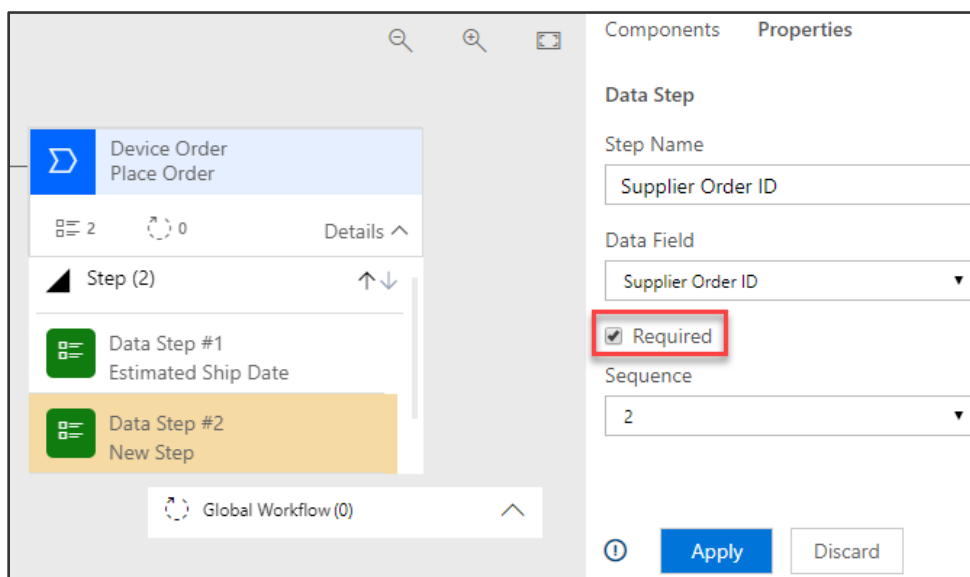 Components Properties
Data Step
Step Name
Supplier Order ID
Data Field
Supplier Order ID
Required
Sequence
2
Apply Discard
Device Order
Place Order
2 0 Details
Step (2)
Data Step #1
Estimated Ship Date
Data Step #2
New Step
Global Workflow (0)